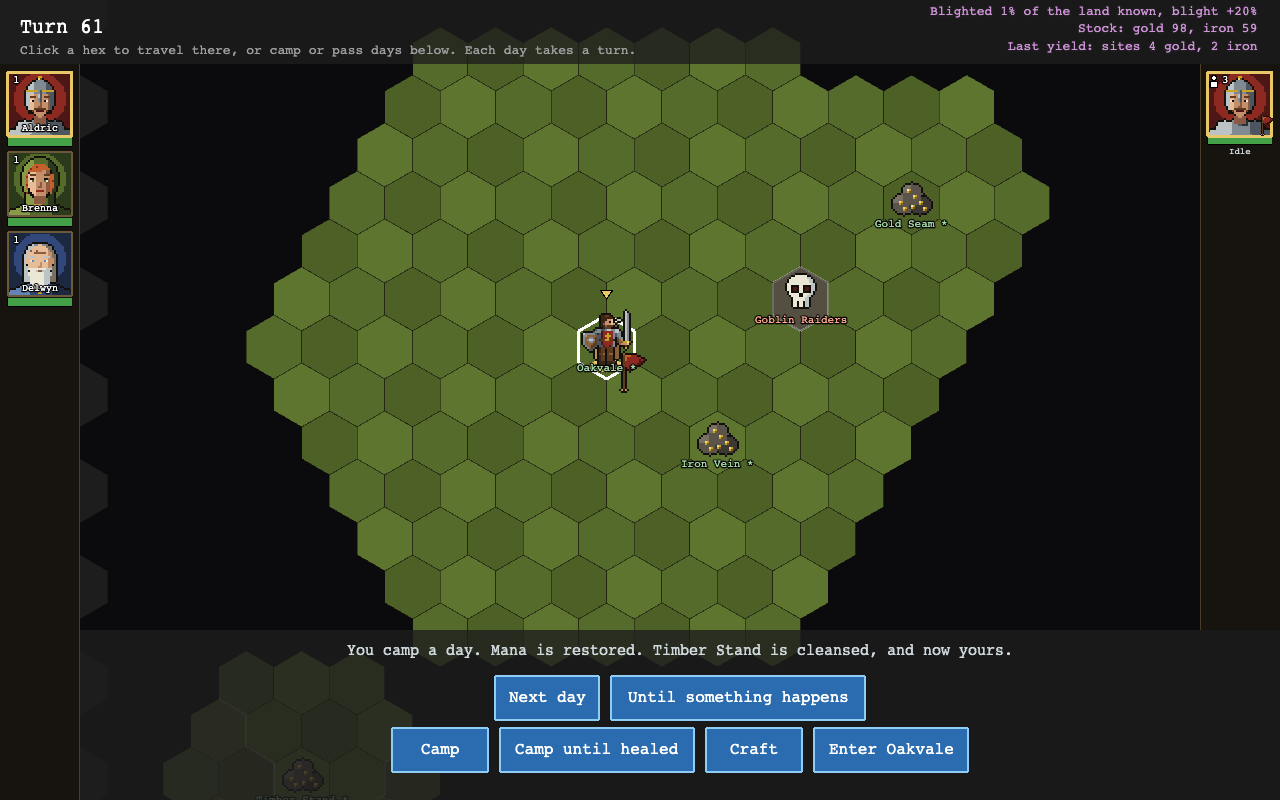 Turn 61
Click a hex to travel there, or camp or pass days below. Each day takes a turn.
Blighted 1% of the land known, blight +20%
Stock: gold 98, iron 59
Last yield: sites 4 gold, 2 iron
1
Aldric
1
Brenna
1
Delwyn
3
Idle
Gold Seam *
Goblin Raiders
Oakvale *
Iron Vein *
You camp a day. Mana is restored. Timber Stand is cleansed, and now yours.
Next day
Until something happens
Camp
Camp until healed
Craft
Enter Oakvale
Timber Stand *